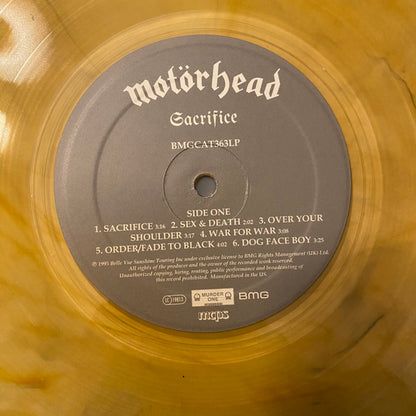 motörhead
Sacrifice
BMGCAT363LP
SIDE ONE
1. SACRIFICE 3:16 2. SEX & DEATH 2:02 3. OVER YOUR
SHOULDER 3:17 4. WAR FOR WAR 3:08
5. ORDER/FADE TO BLACK 4:02 6. DOG FACE BOY 3:25
℗ 1995 Belle Vue Sunshine Touring Inc under exclusive license to BMG Rights Management (UK) Ltd.
All rights of the producer and the owner of the recorded work reserved.
Unauthorized copying, hiring, renting, public performance and broadcasting of
this record prohibited. Manufactured in the US.
MURDER
ONE
BMG
mcps